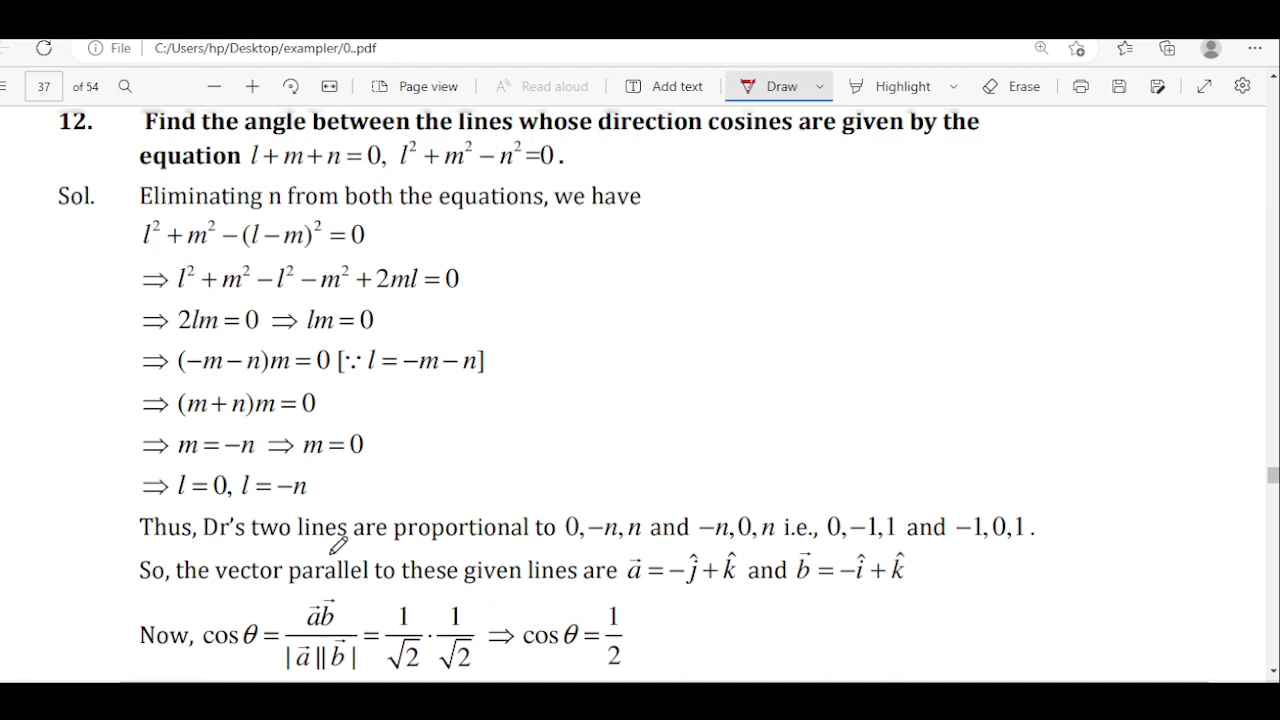 File C:/Users/hp/Desktop/exampler/0..pdf
37 of 54 Page view Read aloud Add text Draw Highlight Erase
12. Find the angle between the lines whose direction cosines are given by the
equation l + m + n = 0, l² + m² − n² =0 .
Sol. Eliminating n from both the equations, we have
l² + m² − (l − m)² = 0
⇒ l² + m² − l² − m² + 2ml = 0
⇒ 2lm = 0 ⇒ lm = 0
⇒ (−m − n)m = 0 [∵ l = −m − n]
⇒ (m + n)m = 0
⇒ m = −n ⇒ m = 0
⇒ l = 0, l = −n
Thus, Dr's two lines are proportional to 0, −n, n and −n, 0, n i.e., 0, −1, 1 and −1, 0, 1 .
So, the vector parallel to these given lines are a⃗ = −ĵ + k̂ and b⃗ = −î + k̂
Now, cos θ = a⃗b⃗ / |a⃗||b⃗| = 1/√2 · 1/√2 ⇒ cos θ = 1/2